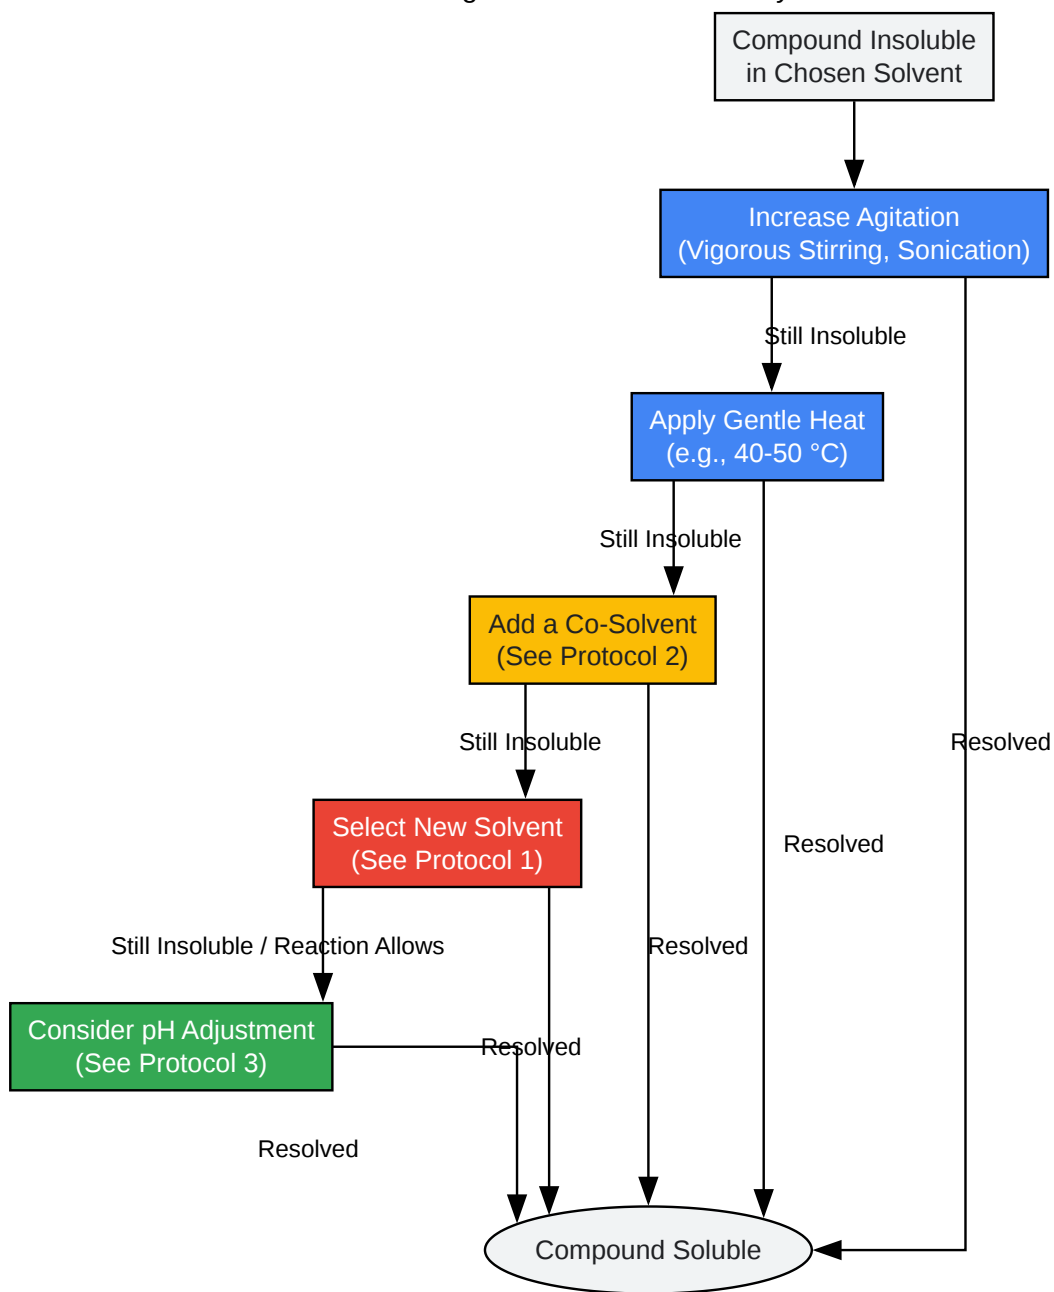 Compound Insoluble
in Chosen Solvent
Increase Agitation
(Vigorous Stirring, Sonication)
Still Insoluble
Apply Gentle Heat
(e.g., 40-50 °C)
Still Insoluble
Add a Co-Solvent
(See Protocol 2)
Still Insoluble
Resolved
Select New Solvent
(See Protocol 1)
Resolved
Still Insoluble / Reaction Allows
Resolved
Consider pH Adjustment
(See Protocol 3)
Resolved
Resolved
Compound Soluble